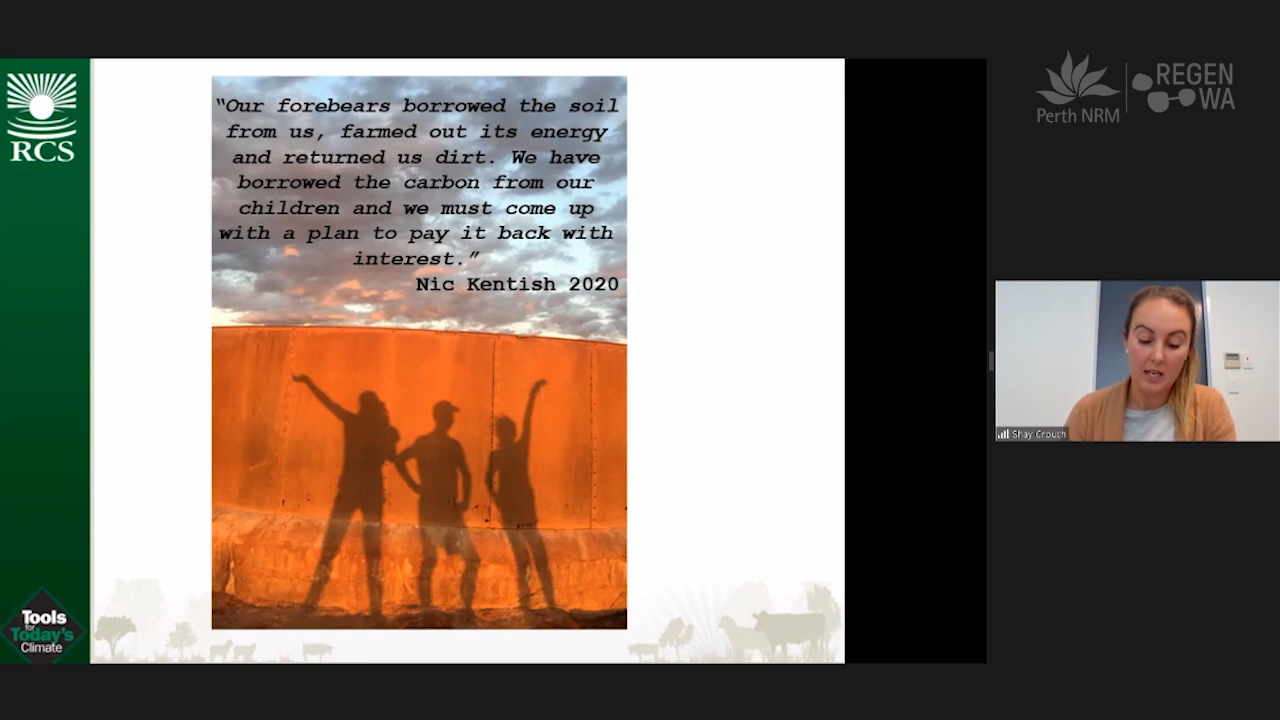 “Our forebears borrowed the soil
from us, farmed out its energy
and returned us dirt. We have
borrowed the carbon from our
children and we must come up
with a plan to pay it back with
interest.”
Nic Kentish 2020
RCS
Tools
for
Today's
Climate
Perth NRM
REGEN
WA
Shay Crouch